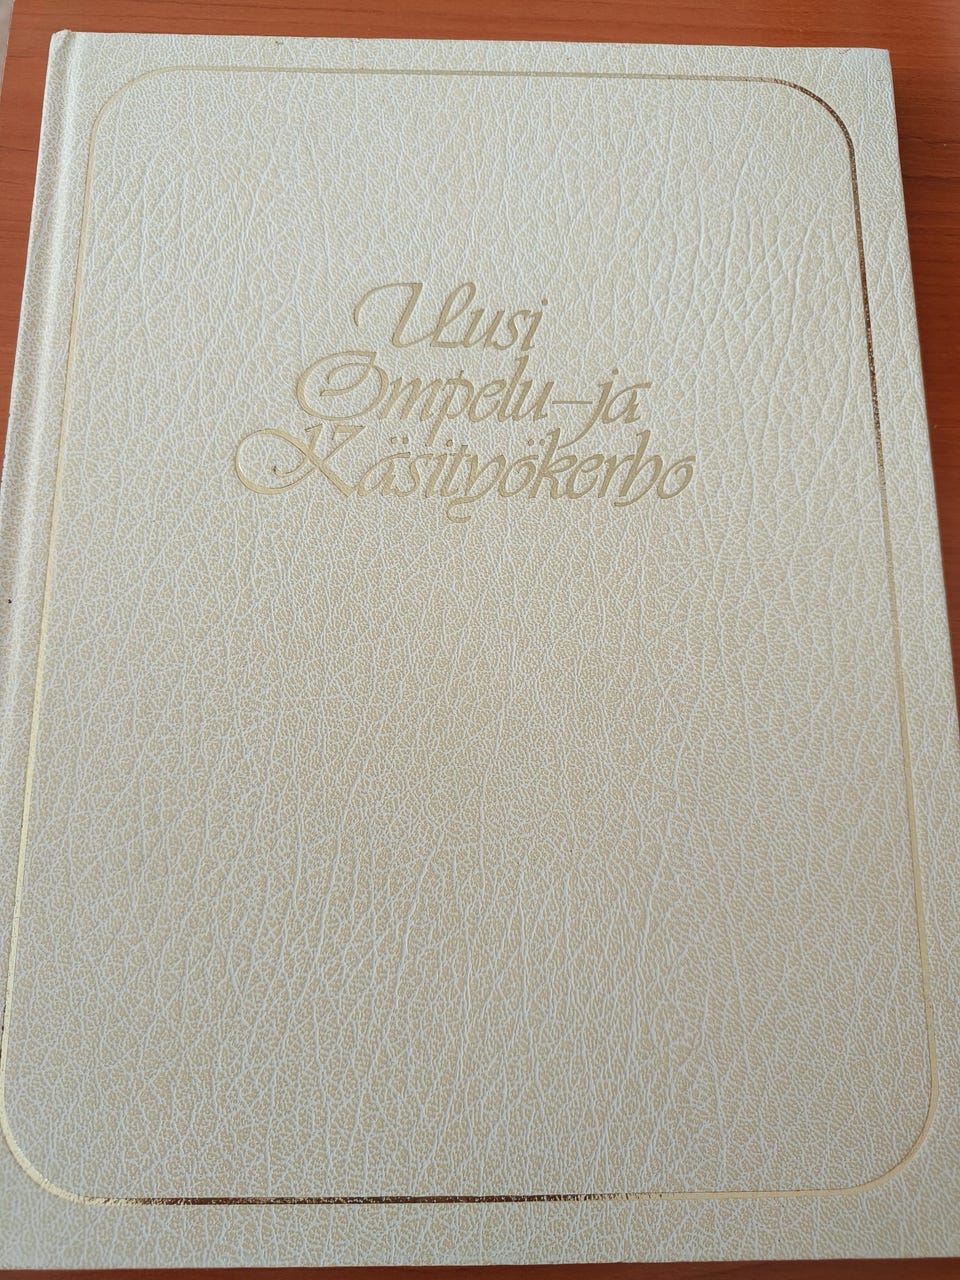 Uusi
Ompelu-ja
Käsityökerho